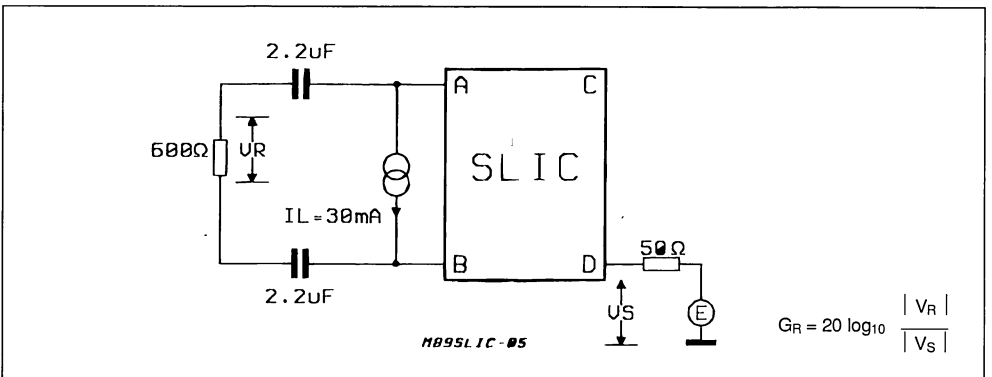 2.2uF
A
C
600Ω
VR
SLIC
IL=30mA
50Ω
B
D
2.2uF
VS
E
M89SLIC-05
GR = 20 log10 | VR | / | VS |